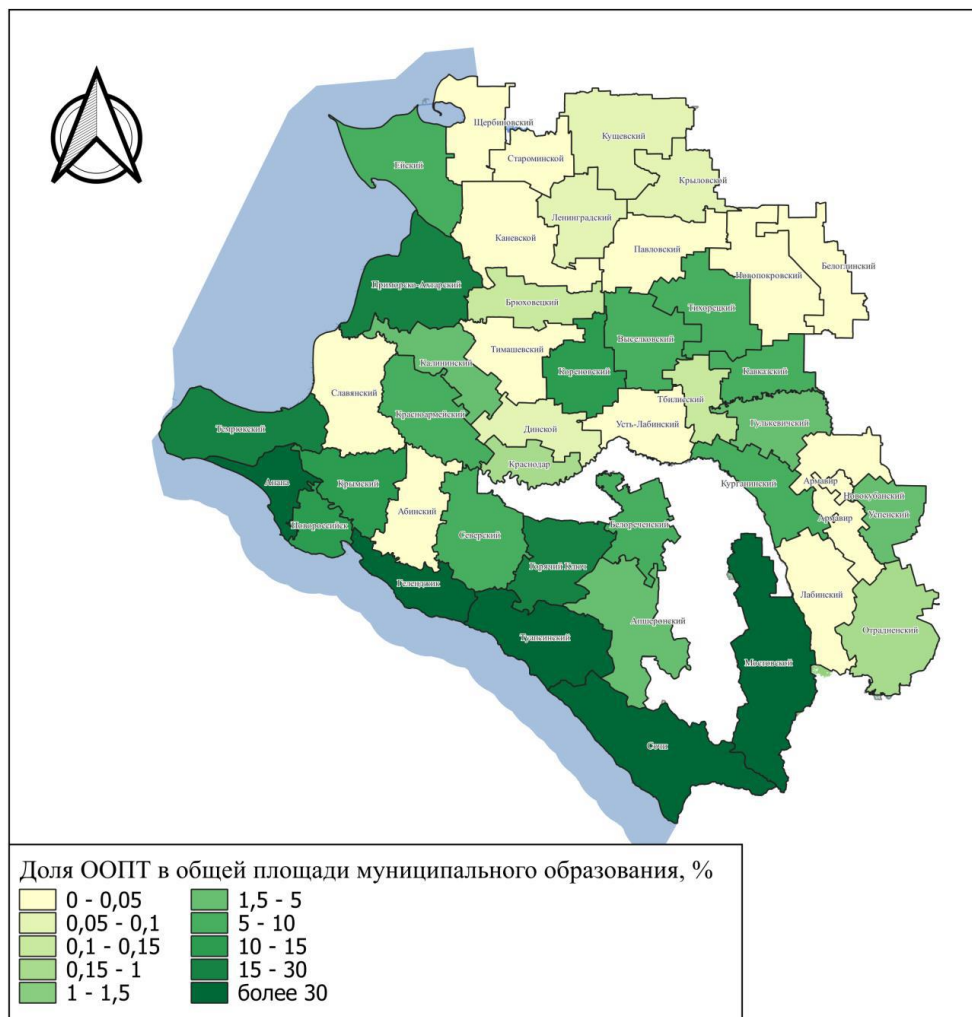 Щербиновский
Кущевский
Староминской
Ейский
Крыловской
Ленинградский
Каневской
Павловский
Новопокровский
Белоглинский
Приморско-Ахтарский
Брюховецкий
Тихорецкий
Выселковский
Тимашевский
Калининский
Кореновский
Кавказский
Славянский
Тбилисский
Красноармейский
Гулькевичский
Темрюкский
Динской
Усть-Лабинский
Краснодар
Армавир
Анапа
Крымский
Курганинский
Новокубанский
Абинский
Успенский
Армавир
Новороссийск
Белореченский
Северский
Горячий Ключ
Геленджик
Лабинский
Апшеронский
Отрадненский
Туапсинский
Мостовский
Сочи
Доля ООПТ в общей площади муниципального образования, %
0 - 0,05
0,05 - 0,1
0,1 - 0,15
0,15 - 1
1 - 1,5
1,5 - 5
5 - 10
10 - 15
15 - 30
более 30